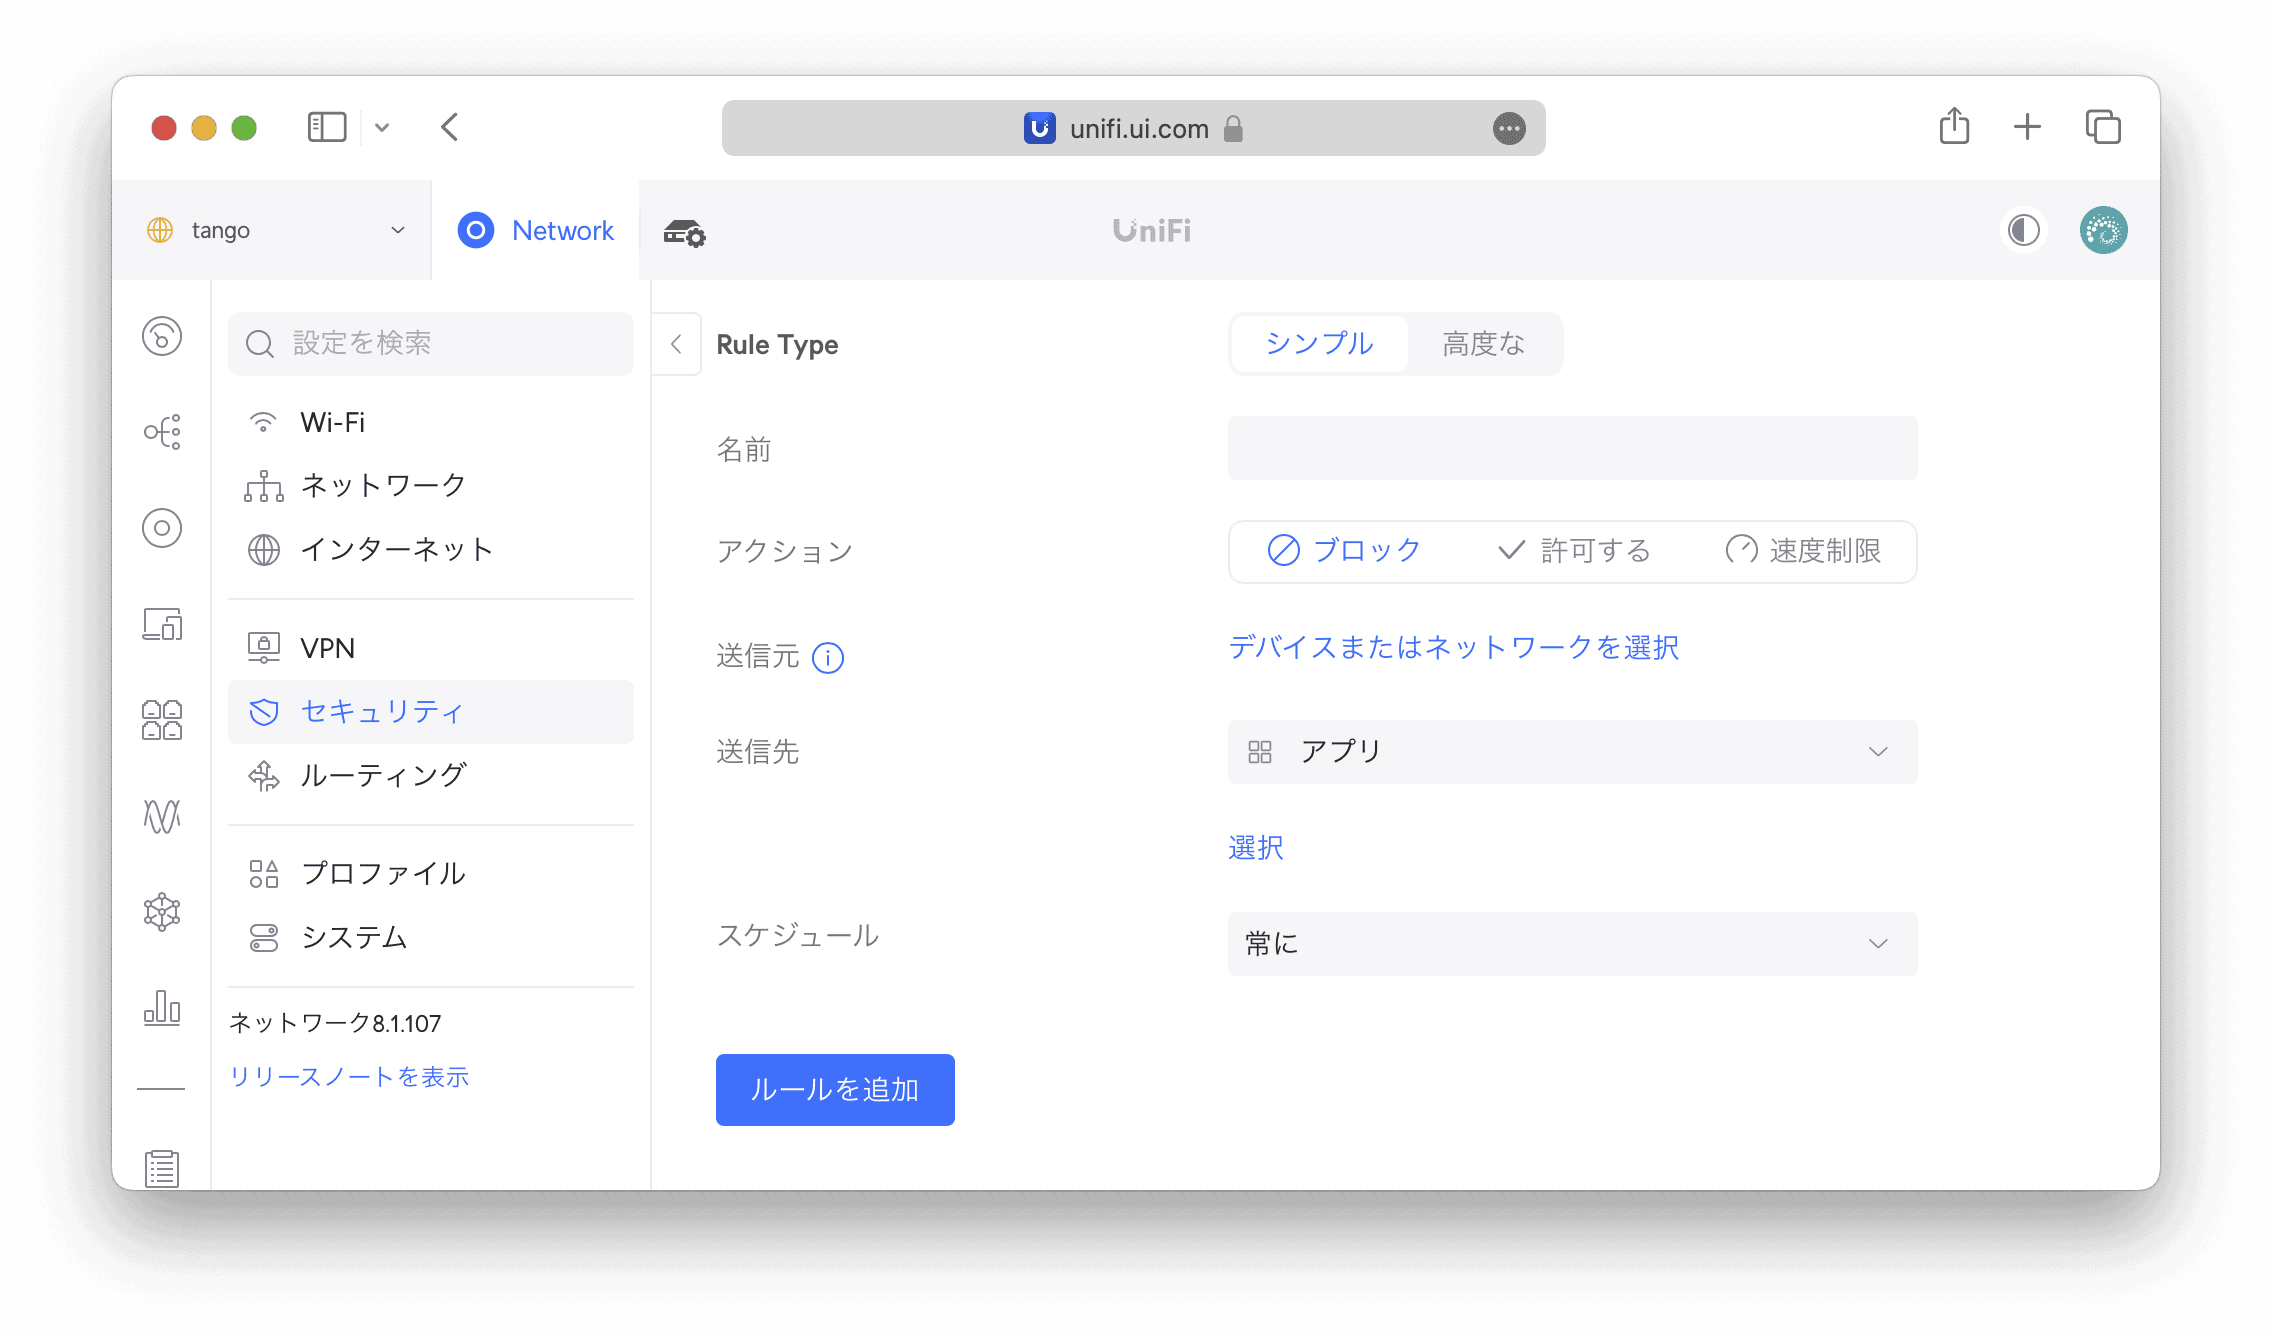 unifi.ui.com
tango
Network
UniFi
設定を検索
Wi-Fi
ネットワーク
インターネット
VPN
セキュリティ
ルーティング
プロファイル
システム
ネットワーク8.1.107
リリースノートを表示
Rule Type
シンプル
高度な
名前
アクション
ブロック
許可する
速度制限
送信元
デバイスまたはネットワークを選択
送信先
アプリ
選択
スケジュール
常に
ルールを追加